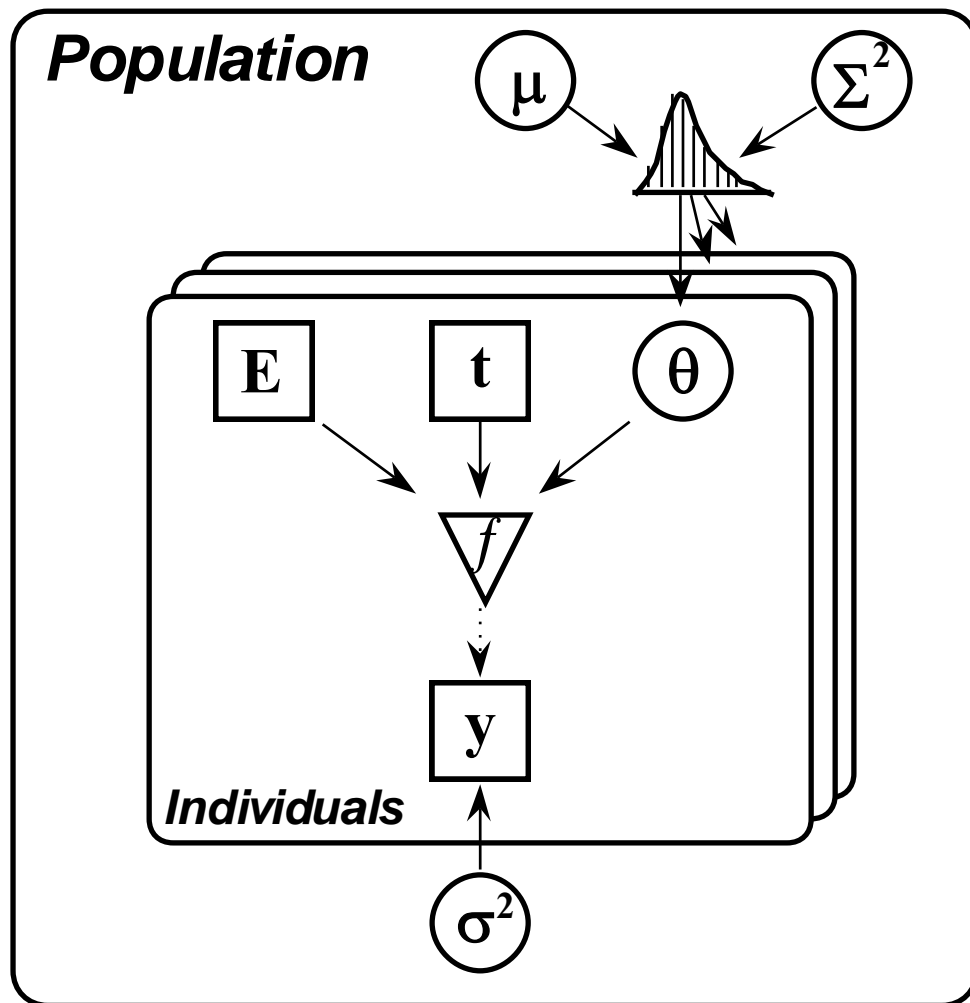 Population
μ
Σ²
E
t
θ
f
y
Individuals
σ²